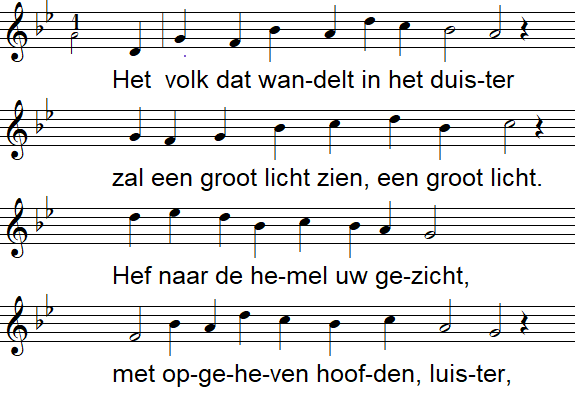 1
Het volk dat wan-delt in het duis-ter
zal een groot licht zien, een groot licht.
Hef naar de he-mel uw ge-zicht,
met op-ge-he-ven hoof-den, luis-ter,